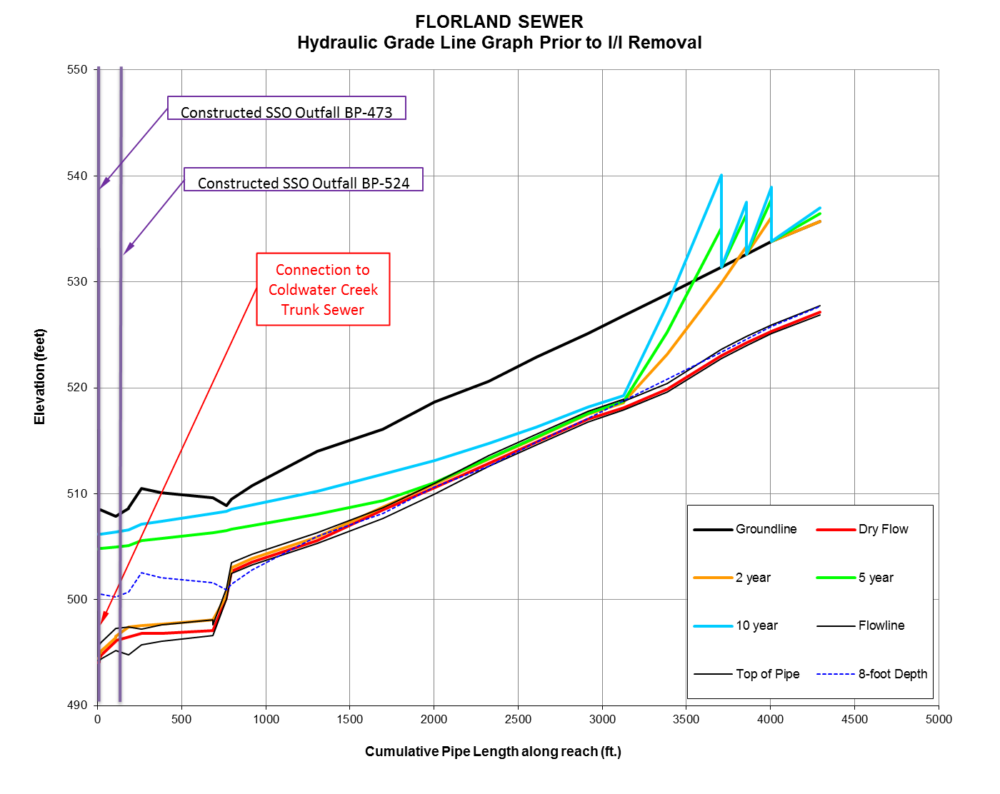 FLORLAND SEWER
Hydraulic Grade Line Graph Prior to I/I Removal
550
540
530
520
510
500
490
Elevation (feet)
Constructed SSO Outfall BP-473
Constructed SSO Outfall BP-524
Connection to
Coldwater Creek
Trunk Sewer
Groundline
Dry Flow
2 year
5 year
10 year
Flowline
Top of Pipe
8-foot Depth
0 500 1000 1500 2000 2500 3000 3500 4000 4500 5000
Cumulative Pipe Length along reach (ft.)